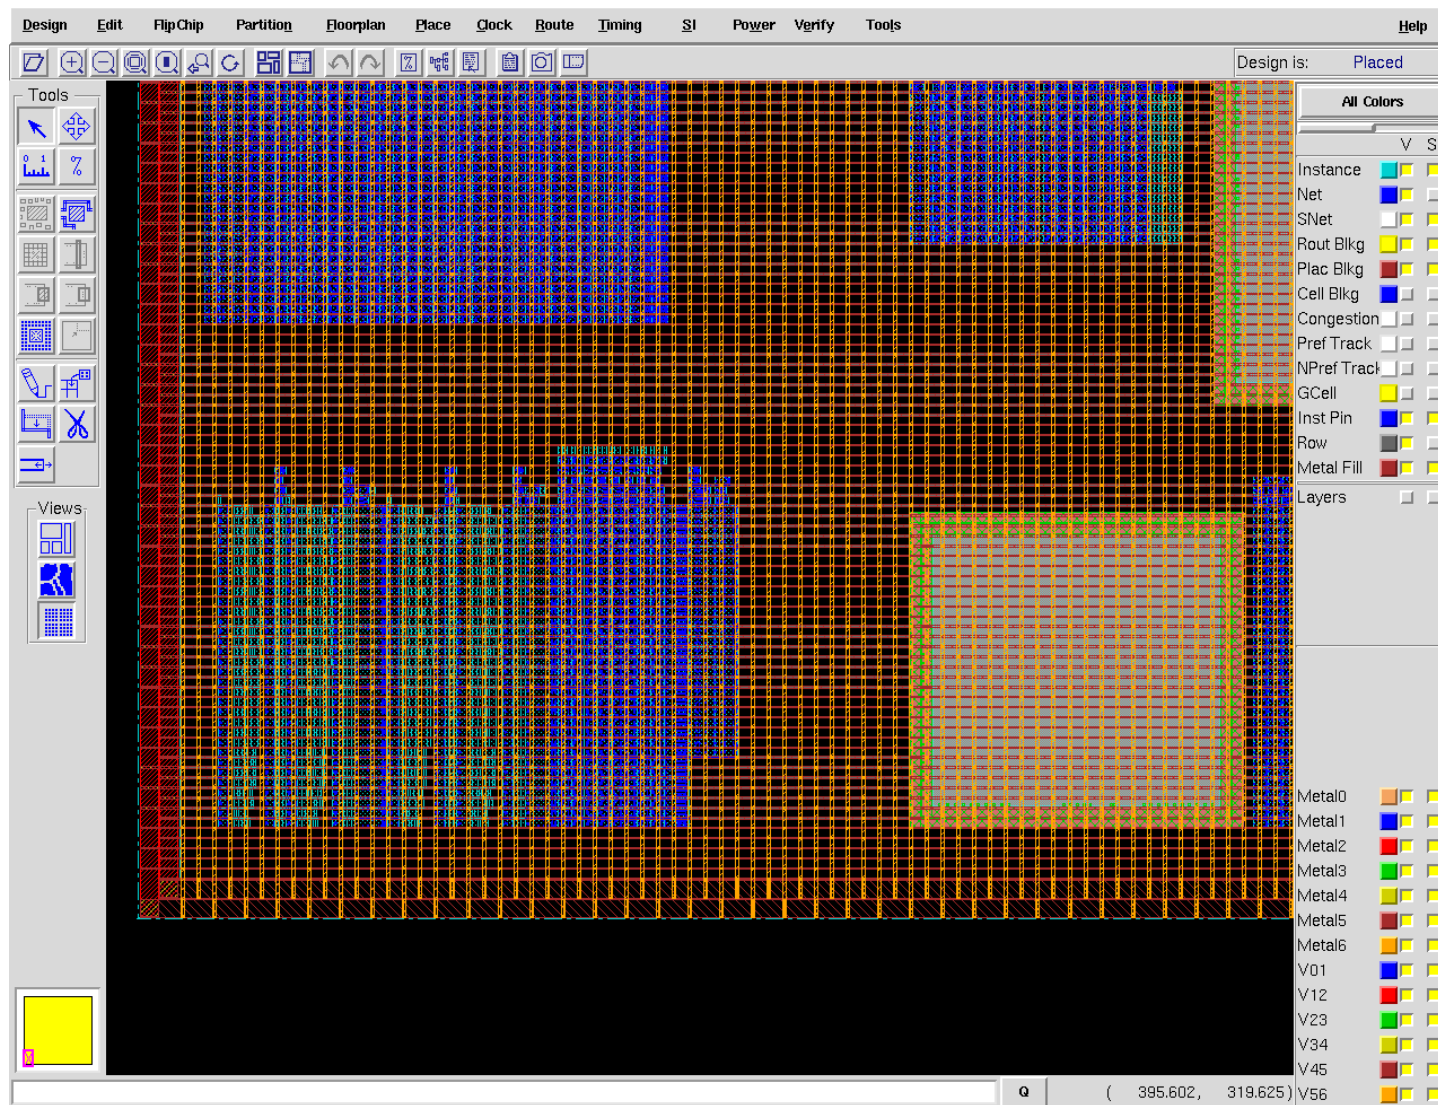 Design Edit FlipChip Partition Floorplan Place Clock Route Timing SI Power Verify Tools Help
Design is: Placed
Tools
All Colors
V S
0 1
%
Instance
Net
SNet
Rout Blkg
Plac Blkg
Cell Blkg
Congestion
Pref Track
NPref Track
GCell
Inst Pin
Row
Metal Fill
Layers
Views
Metal0
Metal1
Metal2
Metal3
Metal4
Metal5
Metal6
V01
V12
V23
V34
V45
V56
Q ( 395.602, 319.625)